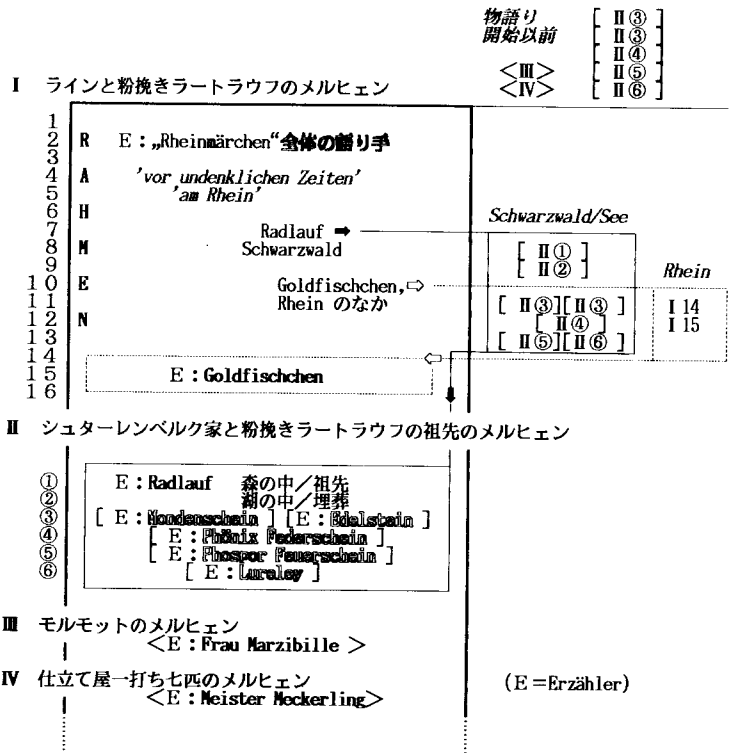 物語り [ Ⅱ③ ]
開始以前 [ Ⅱ③ ]
[ Ⅱ④ ]
<Ⅲ> [ Ⅱ⑤ ]
<Ⅳ> [ Ⅱ⑥ ]
Ⅰ ラインと粉挽きラートラウフのメルヒェン
1
2 R E：„Rheinmärchen“全体の語り手
3
4 A 'vor undenklichen Zeiten'
5 'am Rhein'
6 H Schwarzwald/See
7 Radlauf ➡
8 M Schwarzwald [ Ⅱ① ]
9 [ Ⅱ② ] Rhein
10 E Goldfischchen,⇨
11 Rhein のなか [ Ⅱ③][Ⅱ③ ] Ⅰ14
12 N [ Ⅱ④ ] Ⅰ15
13 [ Ⅱ⑤][Ⅱ⑥ ]
14 ⇦
15 E：Goldfischchen
16
Ⅱ シュターレンベルク家と粉挽きラートラウフの祖先のメルヒェン
① E：Radlauf 森の中／祖先
② 湖の中／埋葬
③ [ E：Mondenschein ] [ E：Edelstein ]
④ [ E：Phönix Federschein ]
⑤ [ E：Phospor Feuerschein ]
⑥ [ E：Lureley ]
Ⅲ モルモットのメルヒェン
<E：Frau Marzibille >
Ⅳ 仕立て屋一打ち七匹のメルヒェン
<E：Meister Meckerling> (E=Erzähler)